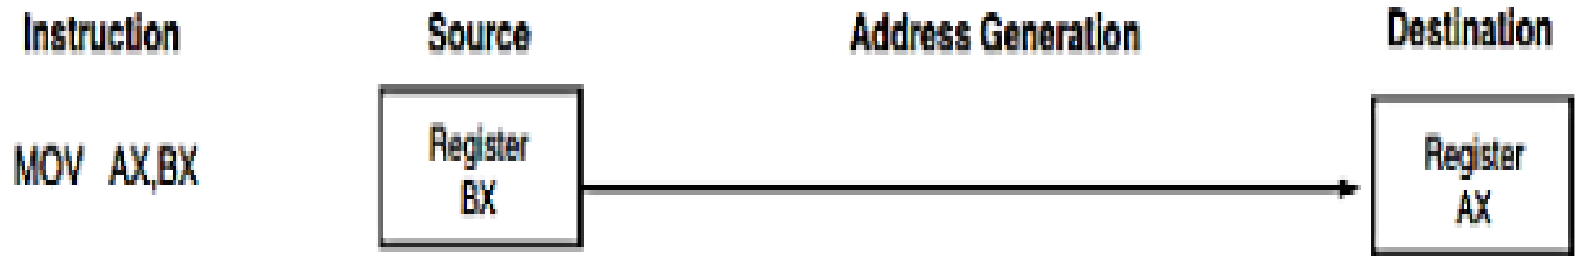 Instruction Source Address Generation Destination
MOV AX,BX
Register
BX
Register
AX